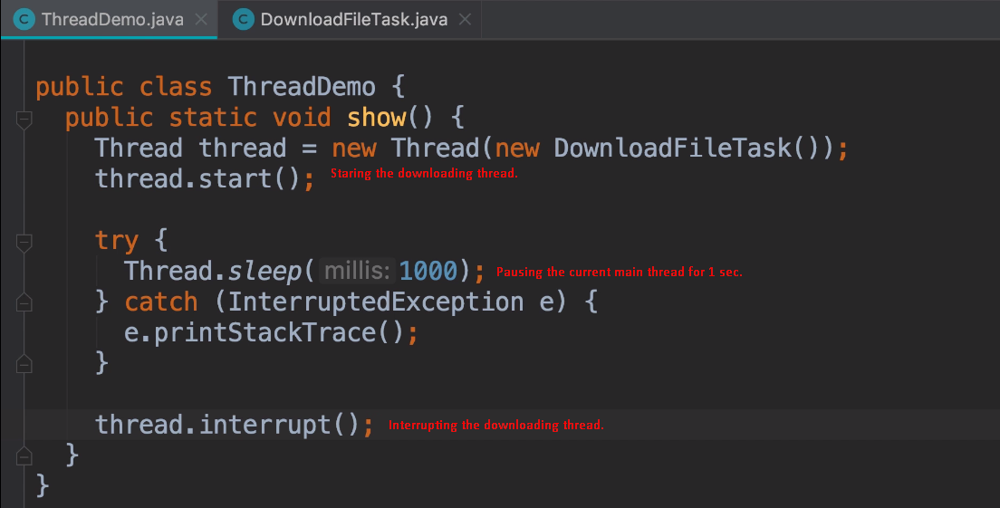 ThreadDemo.java DownloadFileTask.java
public class ThreadDemo {
public static void show() {
Thread thread = new Thread(new DownloadFileTask());
thread.start(); Staring the downloading thread.
try {
Thread.sleep( millis: 1000); Pausing the current main thread for 1 sec.
} catch (InterruptedException e) {
e.printStackTrace();
}
thread.interrupt(); Interrupting the downloading thread.
}
}